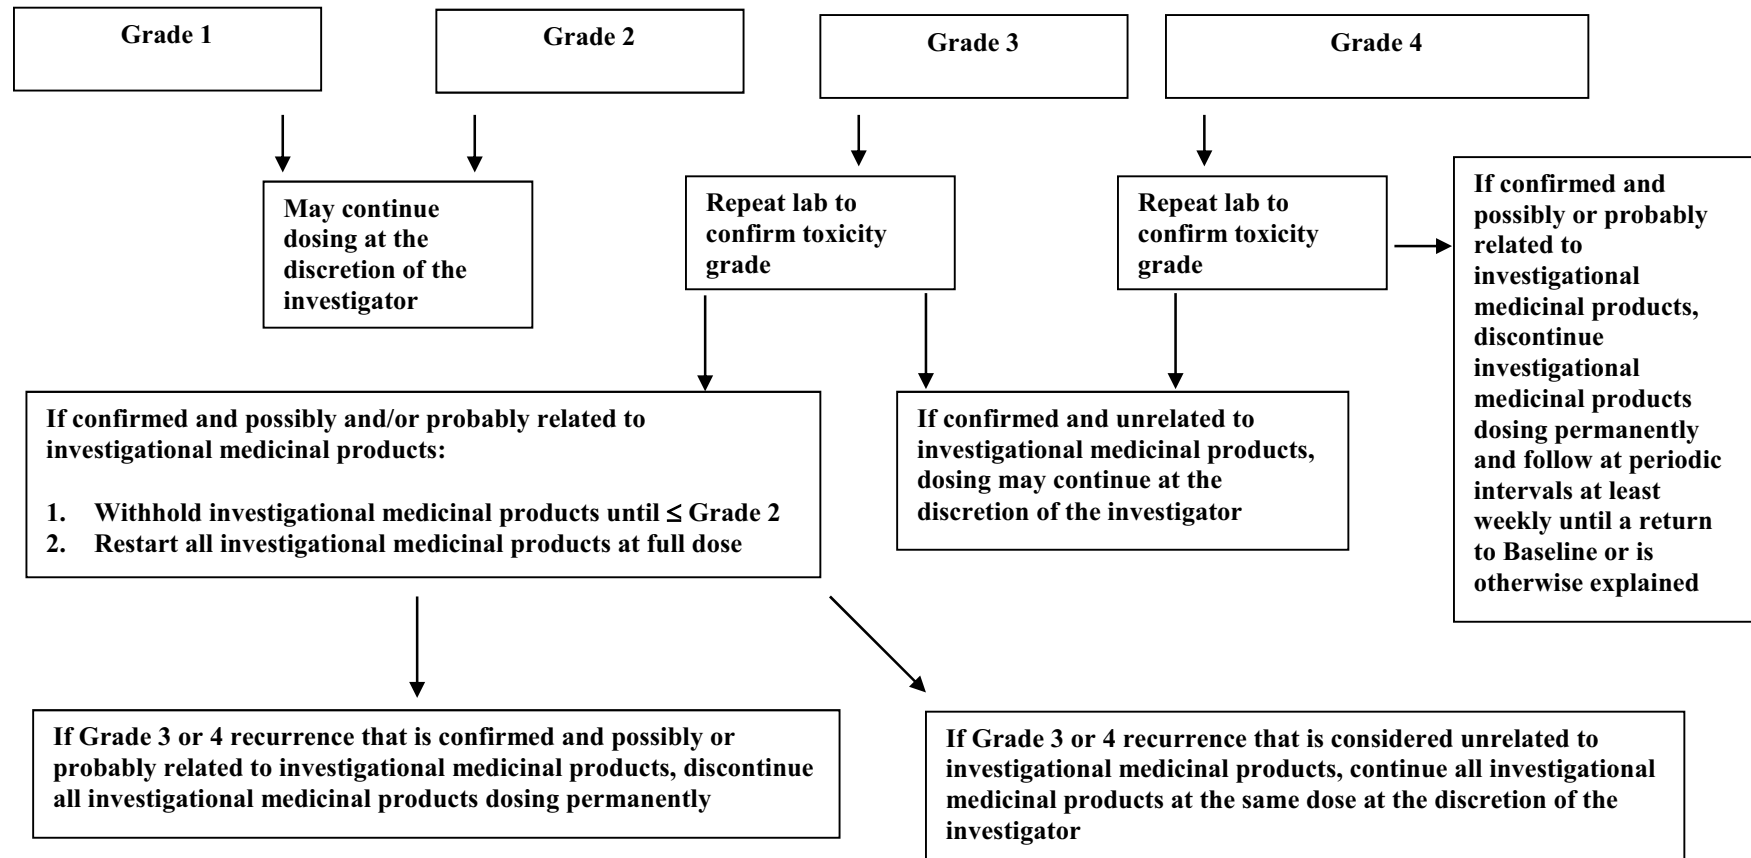 Grade 1
Grade 2
Grade 3
Grade 4
May continue
dosing at the
discretion of the
investigator
Repeat lab to
confirm toxicity
grade
Repeat lab to
confirm toxicity
grade
If confirmed and
possibly or probably
related to
investigational
medicinal products,
discontinue
investigational
medicinal products
dosing permanently
and follow at periodic
intervals at least
weekly until a return
to Baseline or is
otherwise explained
If confirmed and possibly and/or probably related to
investigational medicinal products:
1. Withhold investigational medicinal products until ≤ Grade 2
2. Restart all investigational medicinal products at full dose
If confirmed and unrelated to
investigational medicinal products,
dosing may continue at the
discretion of the investigator
If Grade 3 or 4 recurrence that is confirmed and possibly or
probably related to investigational medicinal products, discontinue
all investigational medicinal products dosing permanently
If Grade 3 or 4 recurrence that is considered unrelated to
investigational medicinal products, continue all investigational
medicinal products at the same dose at the discretion of the
investigator